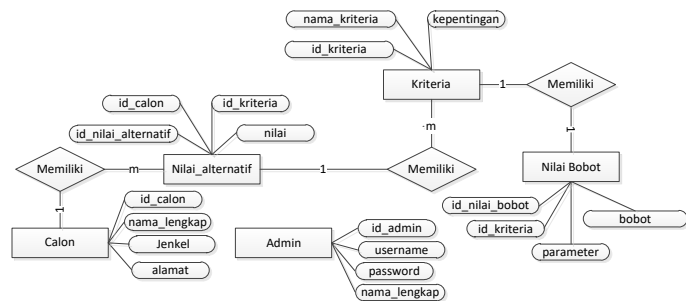 nama_kriteria
kepentingan
id_kriteria
Kriteria
1
Memiliki
id_calon
id_kriteria
id_nilai_alternatif
nilai
m
1
Memiliki
m
Nilai_alternatif
1
Memiliki
Nilai Bobot
1
id_calon
nama_lengkap
Jenkel
alamat
Calon
id_admin
username
password
nama_lengkap
Admin
id_nilai_bobot
id_kriteria
bobot
parameter